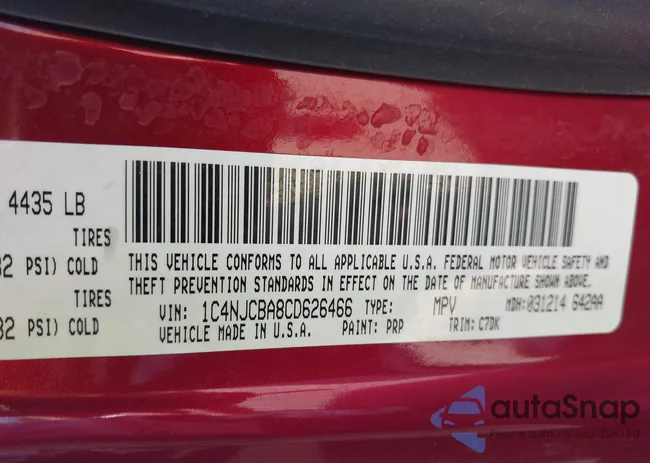 4435 LB
TIRES
32 PSI) COLD
TIRES
32 PSI) COLD
THIS VEHICLE CONFORMS TO ALL APPLICABLE U.S.A. FEDERAL MOTOR VEHICLE SAFETY AND
THEFT PREVENTION STANDARDS IN EFFECT ON THE DATE OF MANUFACTURE SHOWN ABOVE.
VIN: 1C4NJCBA8CD626466 TYPE: MPV MDH:031214 642AA
VEHICLE MADE IN U.S.A. PAINT: PRP TRIM: C7DK
autoSnap